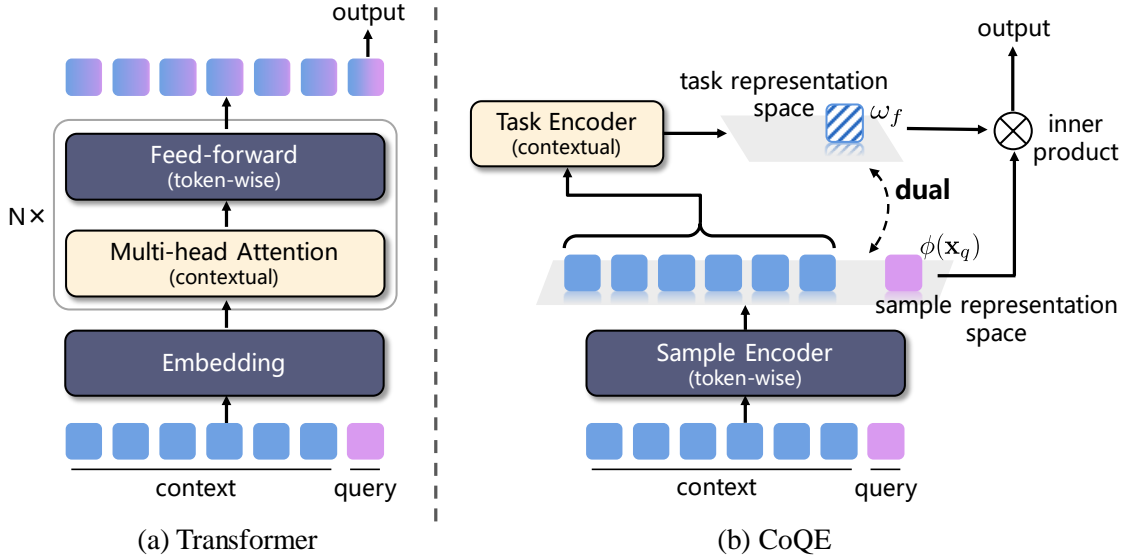 output
Feed-forward
(token-wise)
N×
Multi-head Attention
(contextual)
Embedding
context
query
(a) Transformer
output
task representation
space
Task Encoder
(contextual)
ω_f
inner
product
dual
ϕ(𝐱_q)
sample representation
space
Sample Encoder
(token-wise)
context
query
(b) CoQE